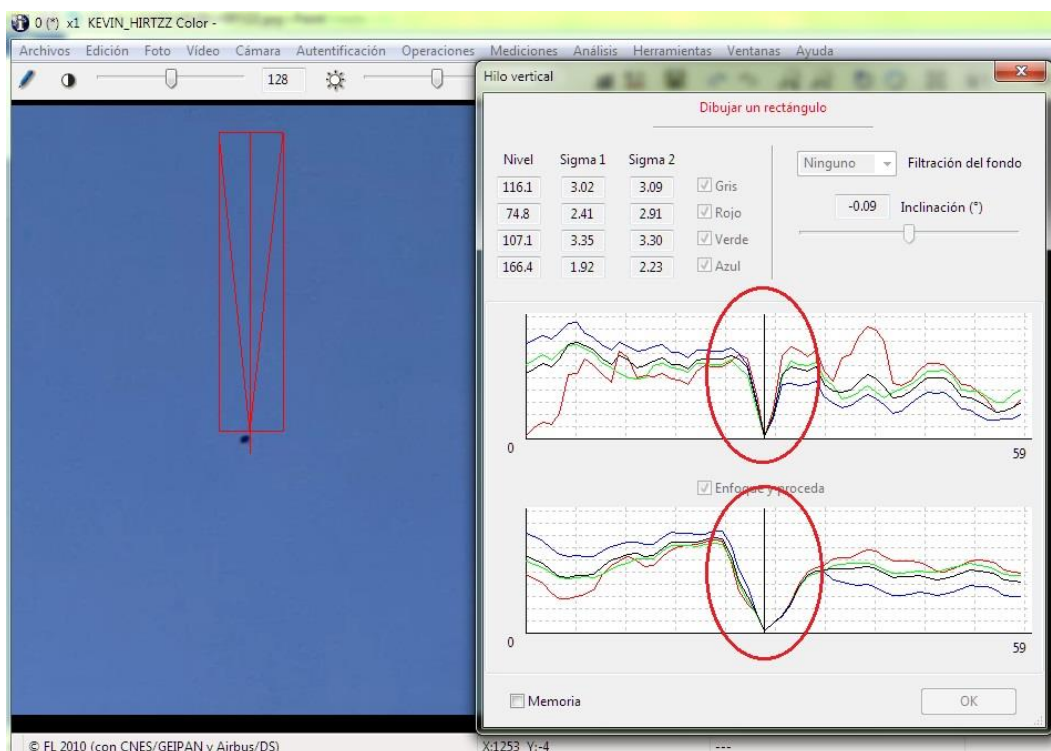 0 (*) x1 KEVIN_HIRTZZ Color -
Archivos Edición Foto Vídeo Cámara Autentificación Operaciones Mediciones Análisis Herramientas Ventanas Ayuda
128
Hilo vertical
Dibujar un rectángulo
Nivel Sigma 1 Sigma 2
Ninguno Filtración del fondo
116.1 3.02 3.09 Gris
-0.09 Inclinación (°)
74.8 2.41 2.91 Rojo
107.1 3.35 3.30 Verde
166.4 1.92 2.23 Azul
0 59
Enfoque y proceda
0 59
Memoria OK
© FL 2010 (con CNES/GEIPAN y Airbus/DS) X:1253 Y:-4 ---